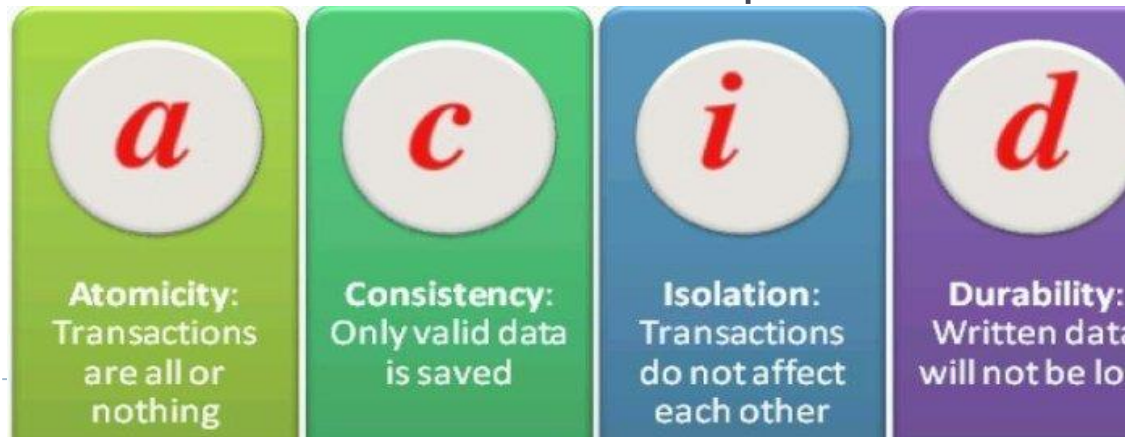 a
Atomicity:
Transactions
are all or
nothing
c
Consistency:
Only valid data
is saved
i
Isolation:
Transactions
do not affect
each other
d
Durability:
Written data
will not be